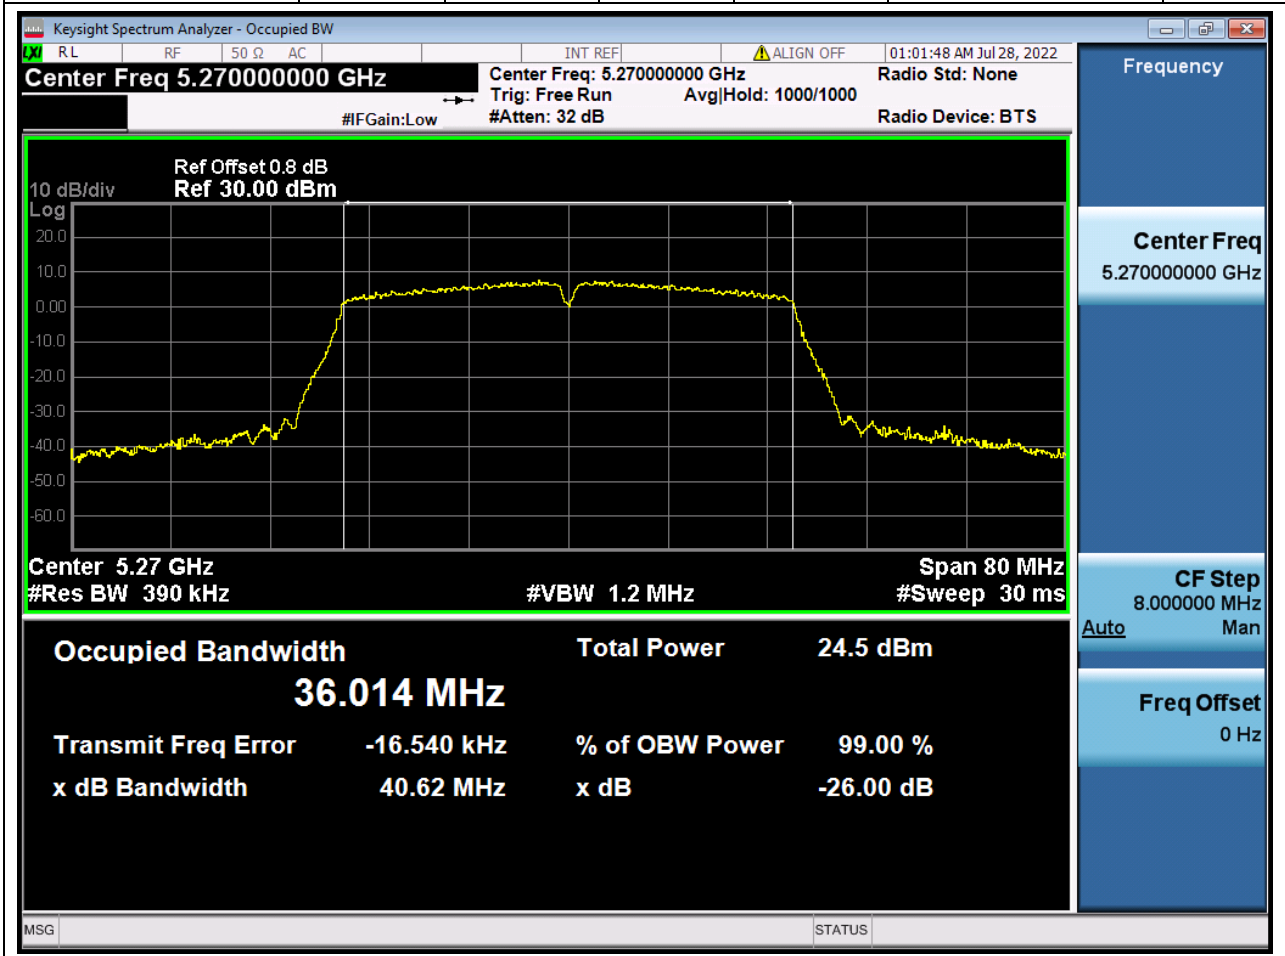 Keysight Spectrum Analyzer - Occupied BW
LXI RL RF 50 Ω AC INT REF ALIGN OFF 01:01:48 AM Jul 28, 2022
Center Freq 5.270000000 GHz
Center Freq: 5.270000000 GHz Radio Std: None
Trig: Free Run Avg|Hold: 1000/1000
#IFGain:Low #Atten: 32 dB Radio Device: BTS
Ref Offset 0.8 dB
10 dB/div Ref 30.00 dBm
Log
20.0
10.0
0.00
-10.0
-20.0
-30.0
-40.0
-50.0
-60.0
Center 5.27 GHz Span 80 MHz
#Res BW 390 kHz #VBW 1.2 MHz #Sweep 30 ms
Occupied Bandwidth Total Power 24.5 dBm
36.014 MHz
Transmit Freq Error -16.540 kHz % of OBW Power 99.00 %
x dB Bandwidth 40.62 MHz x dB -26.00 dB
MSG STATUS
Frequency
Center Freq
5.270000000 GHz
CF Step
8.000000 MHz
Auto Man
Freq Offset
0 Hz